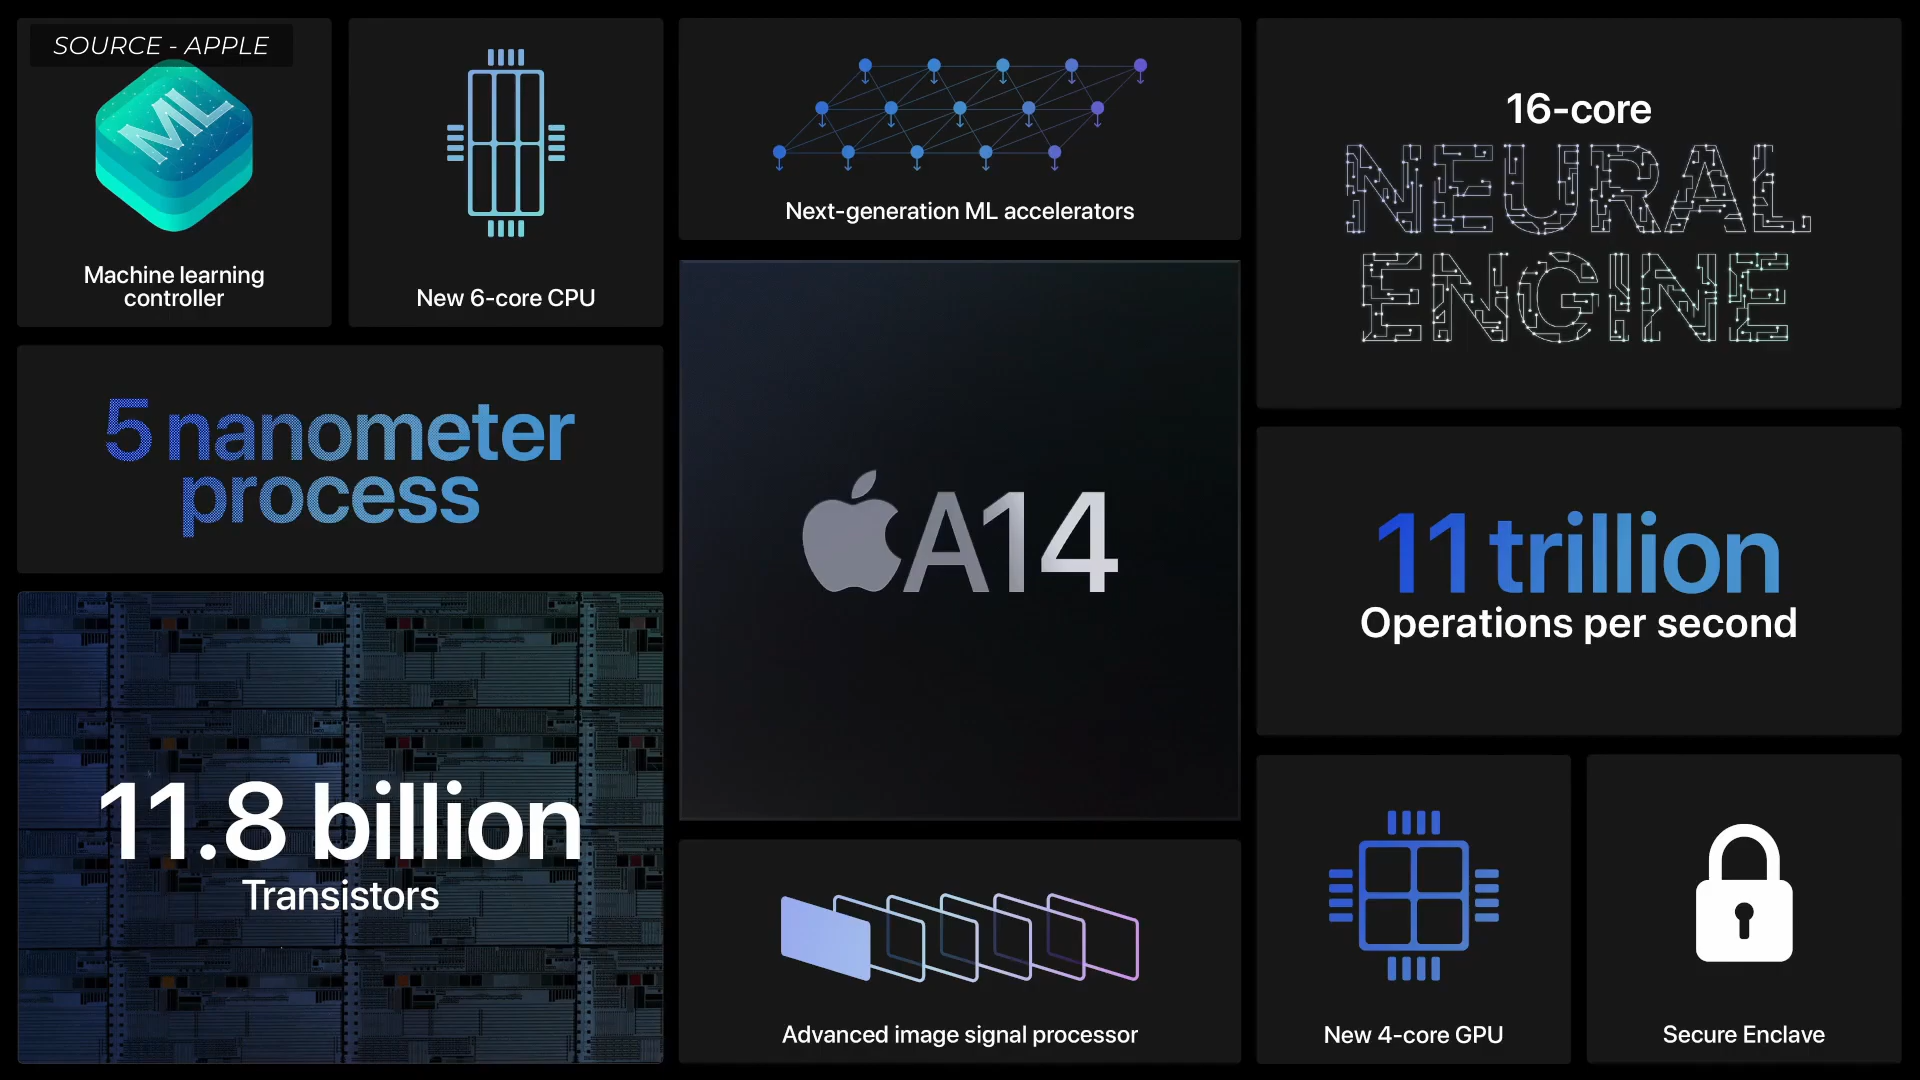 SOURCE - APPLE
ML
Machine learning
controller
New 6-core CPU
Next-generation ML accelerators
16-core
NEURAL
ENGINE
5 nanometer
process
A14
11 trillion
Operations per second
11.8 billion
Transistors
Advanced image signal processor
New 4-core GPU
Secure Enclave